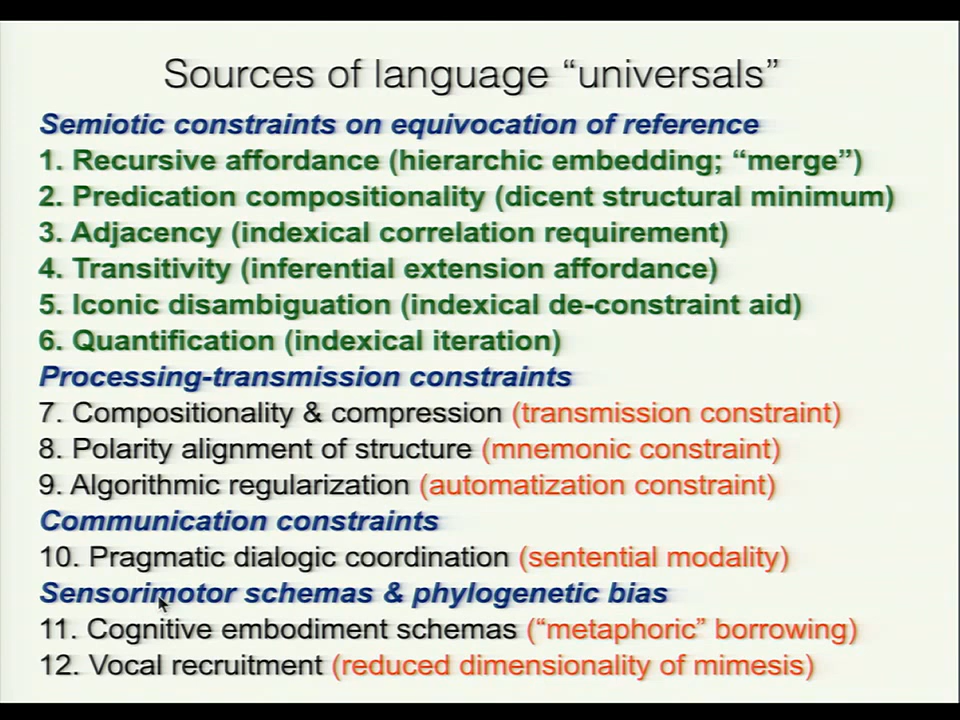 Sources of language “universals”
Semiotic constraints on equivocation of reference
1. Recursive affordance (hierarchic embedding; “merge”)
2. Predication compositionality (dicent structural minimum)
3. Adjacency (indexical correlation requirement)
4. Transitivity (inferential extension affordance)
5. Iconic disambiguation (indexical de-constraint aid)
6. Quantification (indexical iteration)
Processing-transmission constraints
7. Compositionality & compression (transmission constraint)
8. Polarity alignment of structure (mnemonic constraint)
9. Algorithmic regularization (automatization constraint)
Communication constraints
10. Pragmatic dialogic coordination (sentential modality)
Sensorimotor schemas & phylogenetic bias
11. Cognitive embodiment schemas (“metaphoric” borrowing)
12. Vocal recruitment (reduced dimensionality of mimesis)